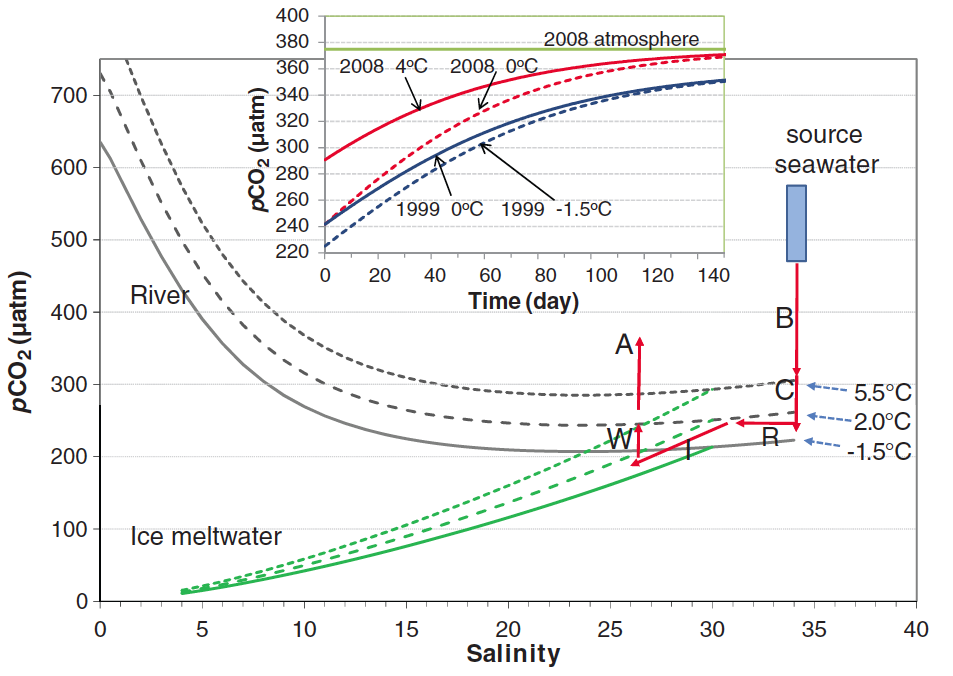 400
380
360
340
320
300
280
260
240
220
pCO2 (µatm)
2008 atmosphere
2008 4ºC
2008 0ºC
1999 0ºC
1999 -1.5ºC
0
20
40
60
80
100
120
140
Time (day)
700
600
500
400
300
200
100
0
pCO2 (µatm)
source
seawater
River
B
A
C
5.5°C
2.0°C
W
R
-1.5°C
I
Ice meltwater
0
5
10
15
20
25
30
35
40
Salinity